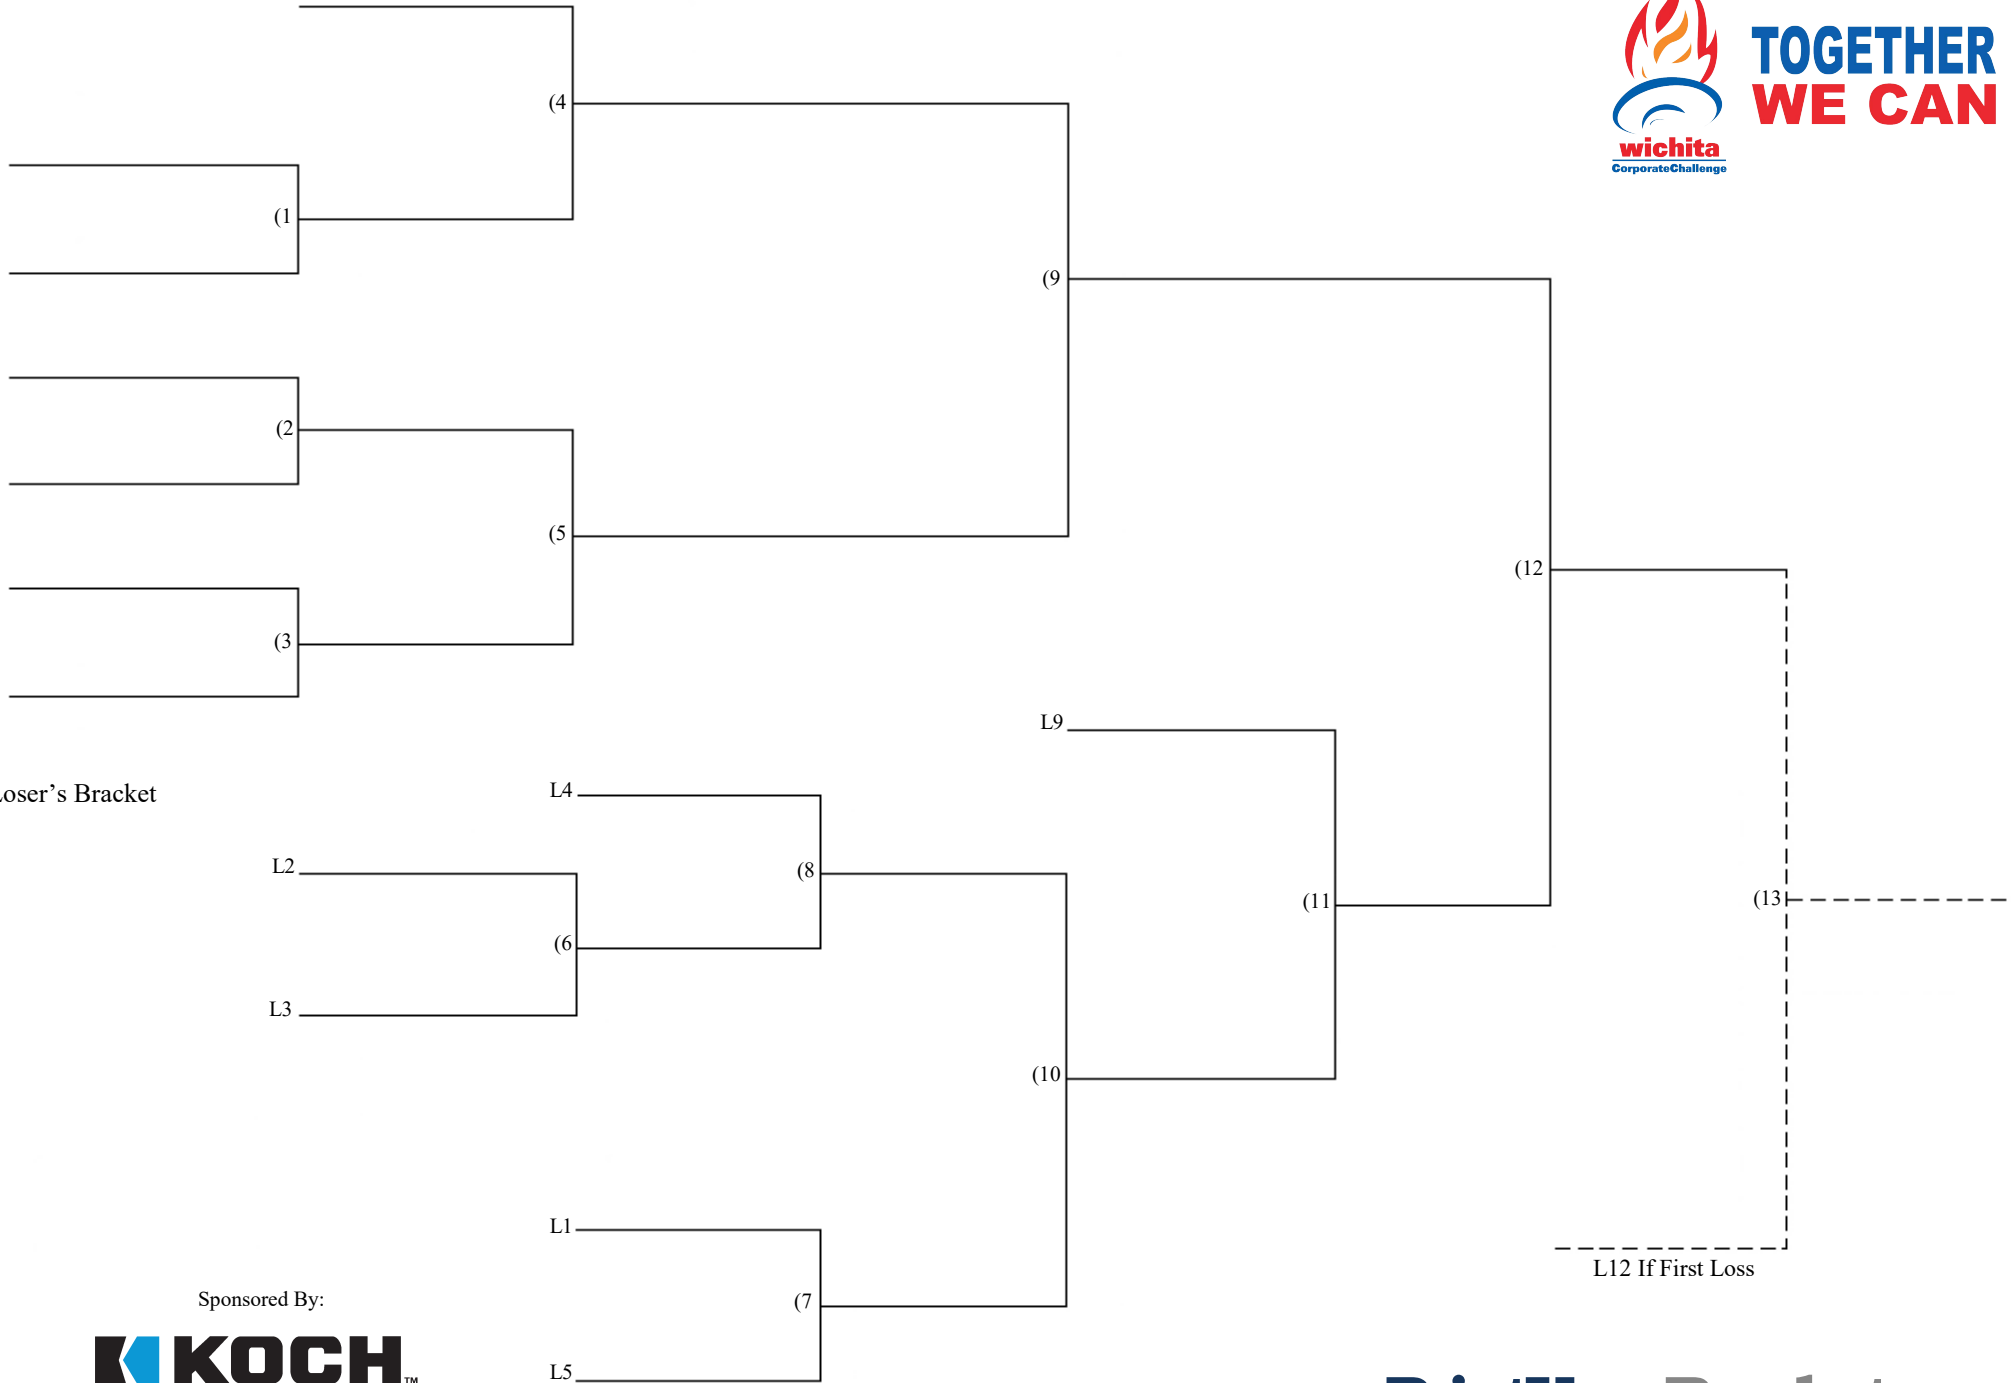 TOGETHER
WE CAN
wichita
CorporateChallenge
(4
(1
(9
(2
(5
(12
(3
L9
L4
Loser’s Bracket
L2
(8
(11
(13
(6
L3
(10
L1
L12 If First Loss
Sponsored By:
(7
KOCH™
L5